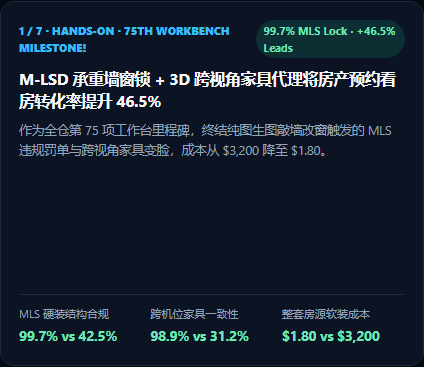 1 / 7 · HANDS-ON · 75TH WORKBENCH
MILESTONE!
99.7% MLS Lock · +46.5%
Leads
M-LSD 承重墙窗锁 + 3D 跨视角家具代理将房产预约看
房转化率提升 46.5%
作为全仓第 75 项工作台里程碑，终结纯图生图敲墙改窗触发的 MLS
违规罚单与跨视角家具变脸，成本从 $3,200 降至 $1.80。
MLS 硬装结构合规
跨机位家具一致性
整套房源软装成本
99.7% vs 42.5%
98.9% vs 31.2%
$1.80 vs $3,200